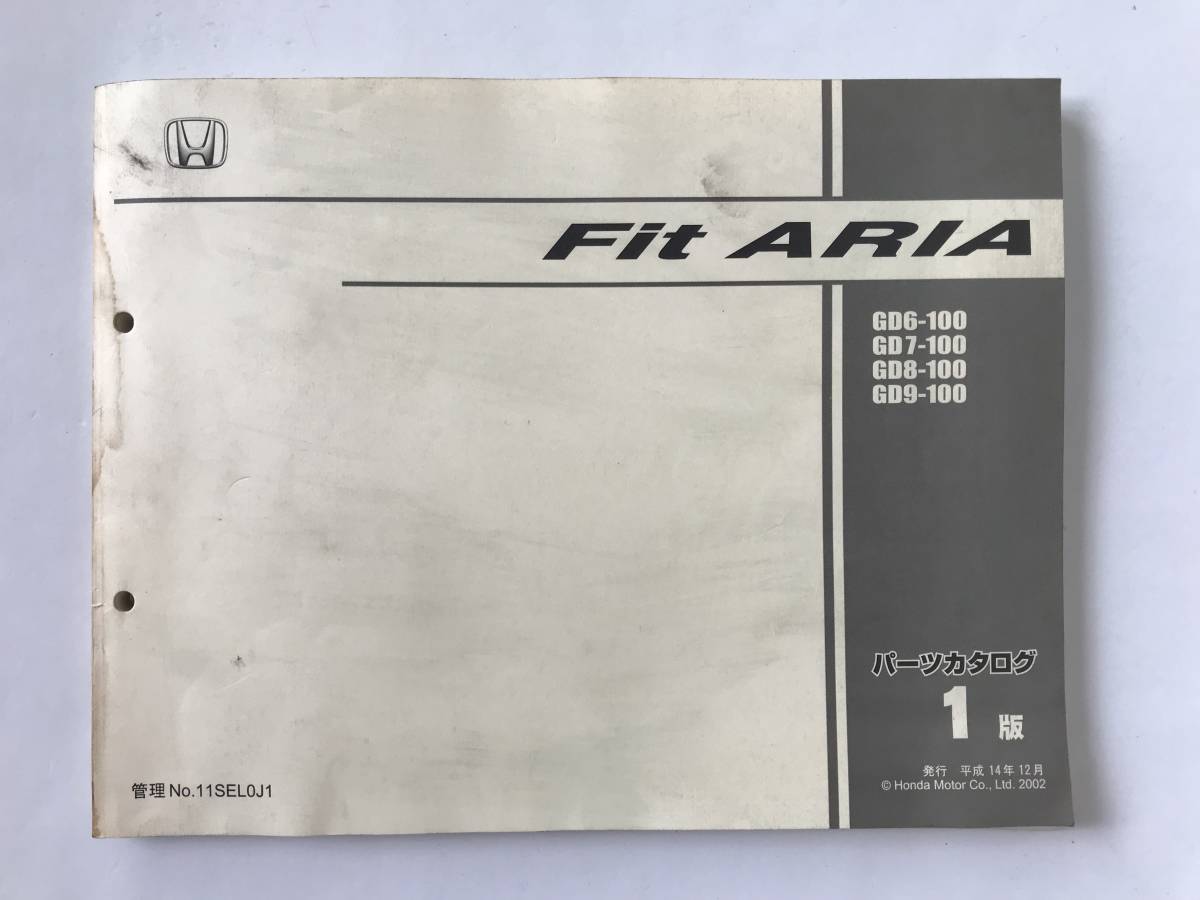 Fit ARIA
GD6-100
GD7-100
GD8-100
GD9-100
パーツカタログ
1版
発行 平成14年12月
© Honda Motor Co., Ltd. 2002
管理 No.11SEL0J1